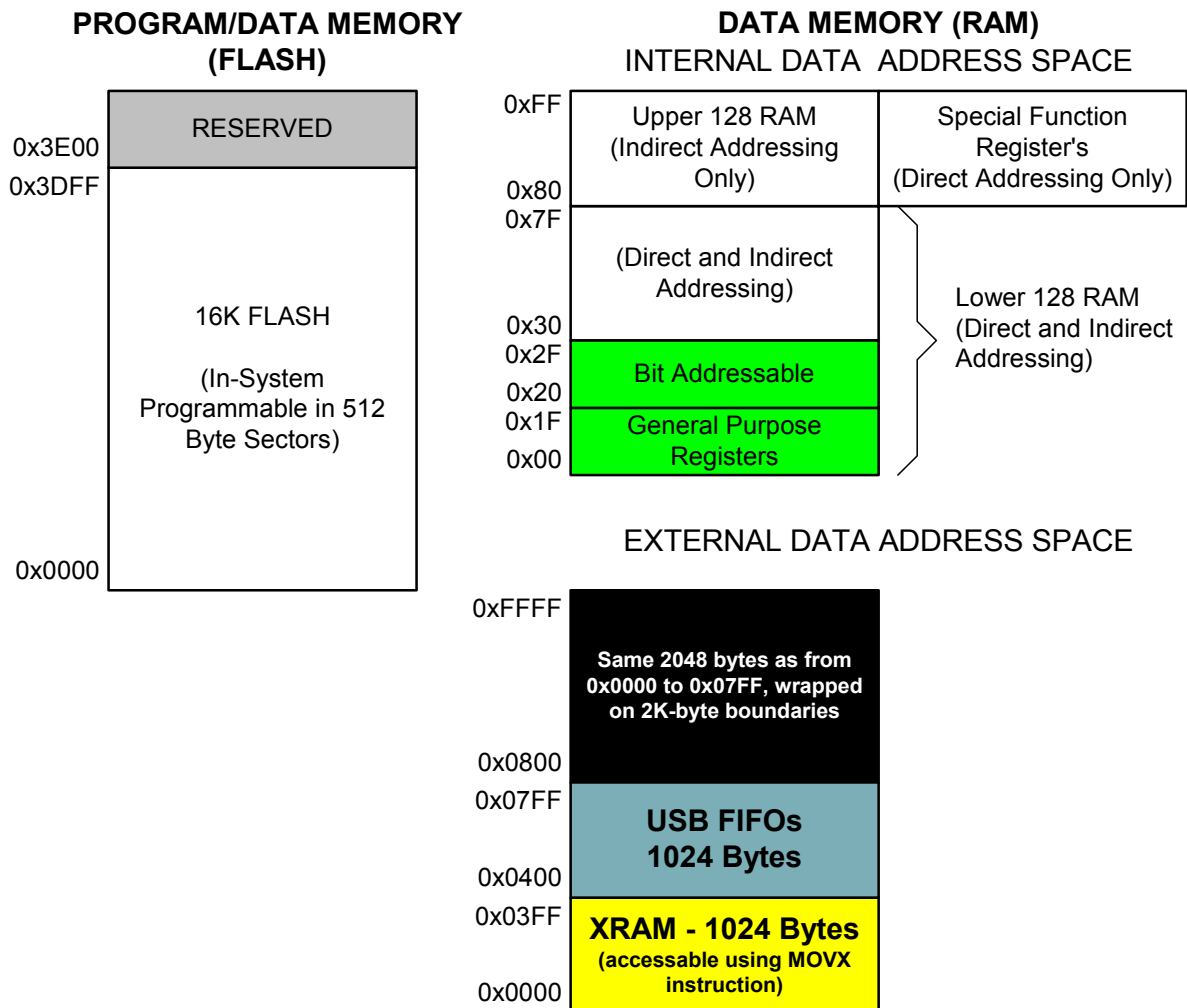 PROGRAM/DATA MEMORY
(FLASH)
RESERVED
0x3E00
0x3DFF
16K FLASH
(In-System
Programmable in 512
Byte Sectors)
0x0000
DATA MEMORY (RAM)
INTERNAL DATA ADDRESS SPACE
0xFF
Upper 128 RAM
(Indirect Addressing
Only)
0x80
Special Function
Register's
(Direct Addressing Only)
0x7F
(Direct and Indirect
Addressing)
0x30
0x2F
Bit Addressable
0x20
0x1F
General Purpose
Registers
0x00
Lower 128 RAM
(Direct and Indirect
Addressing)
EXTERNAL DATA ADDRESS SPACE
0xFFFF
Same 2048 bytes as from
0x0000 to 0x07FF, wrapped
on 2K-byte boundaries
0x0800
0x07FF
USB FIFOs
1024 Bytes
0x0400
0x03FF
XRAM - 1024 Bytes
(accessable using MOVX
instruction)
0x0000